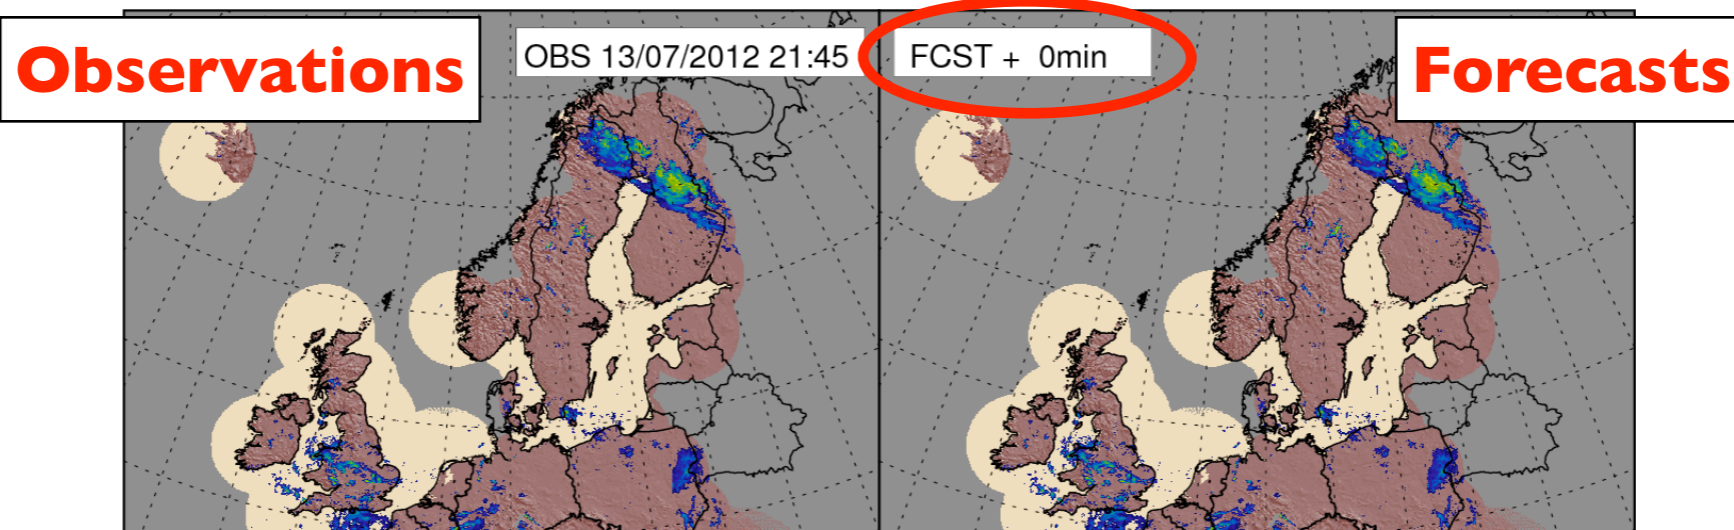 Observations
OBS 13/07/2012 21:45
FCST + 0min
Forecasts